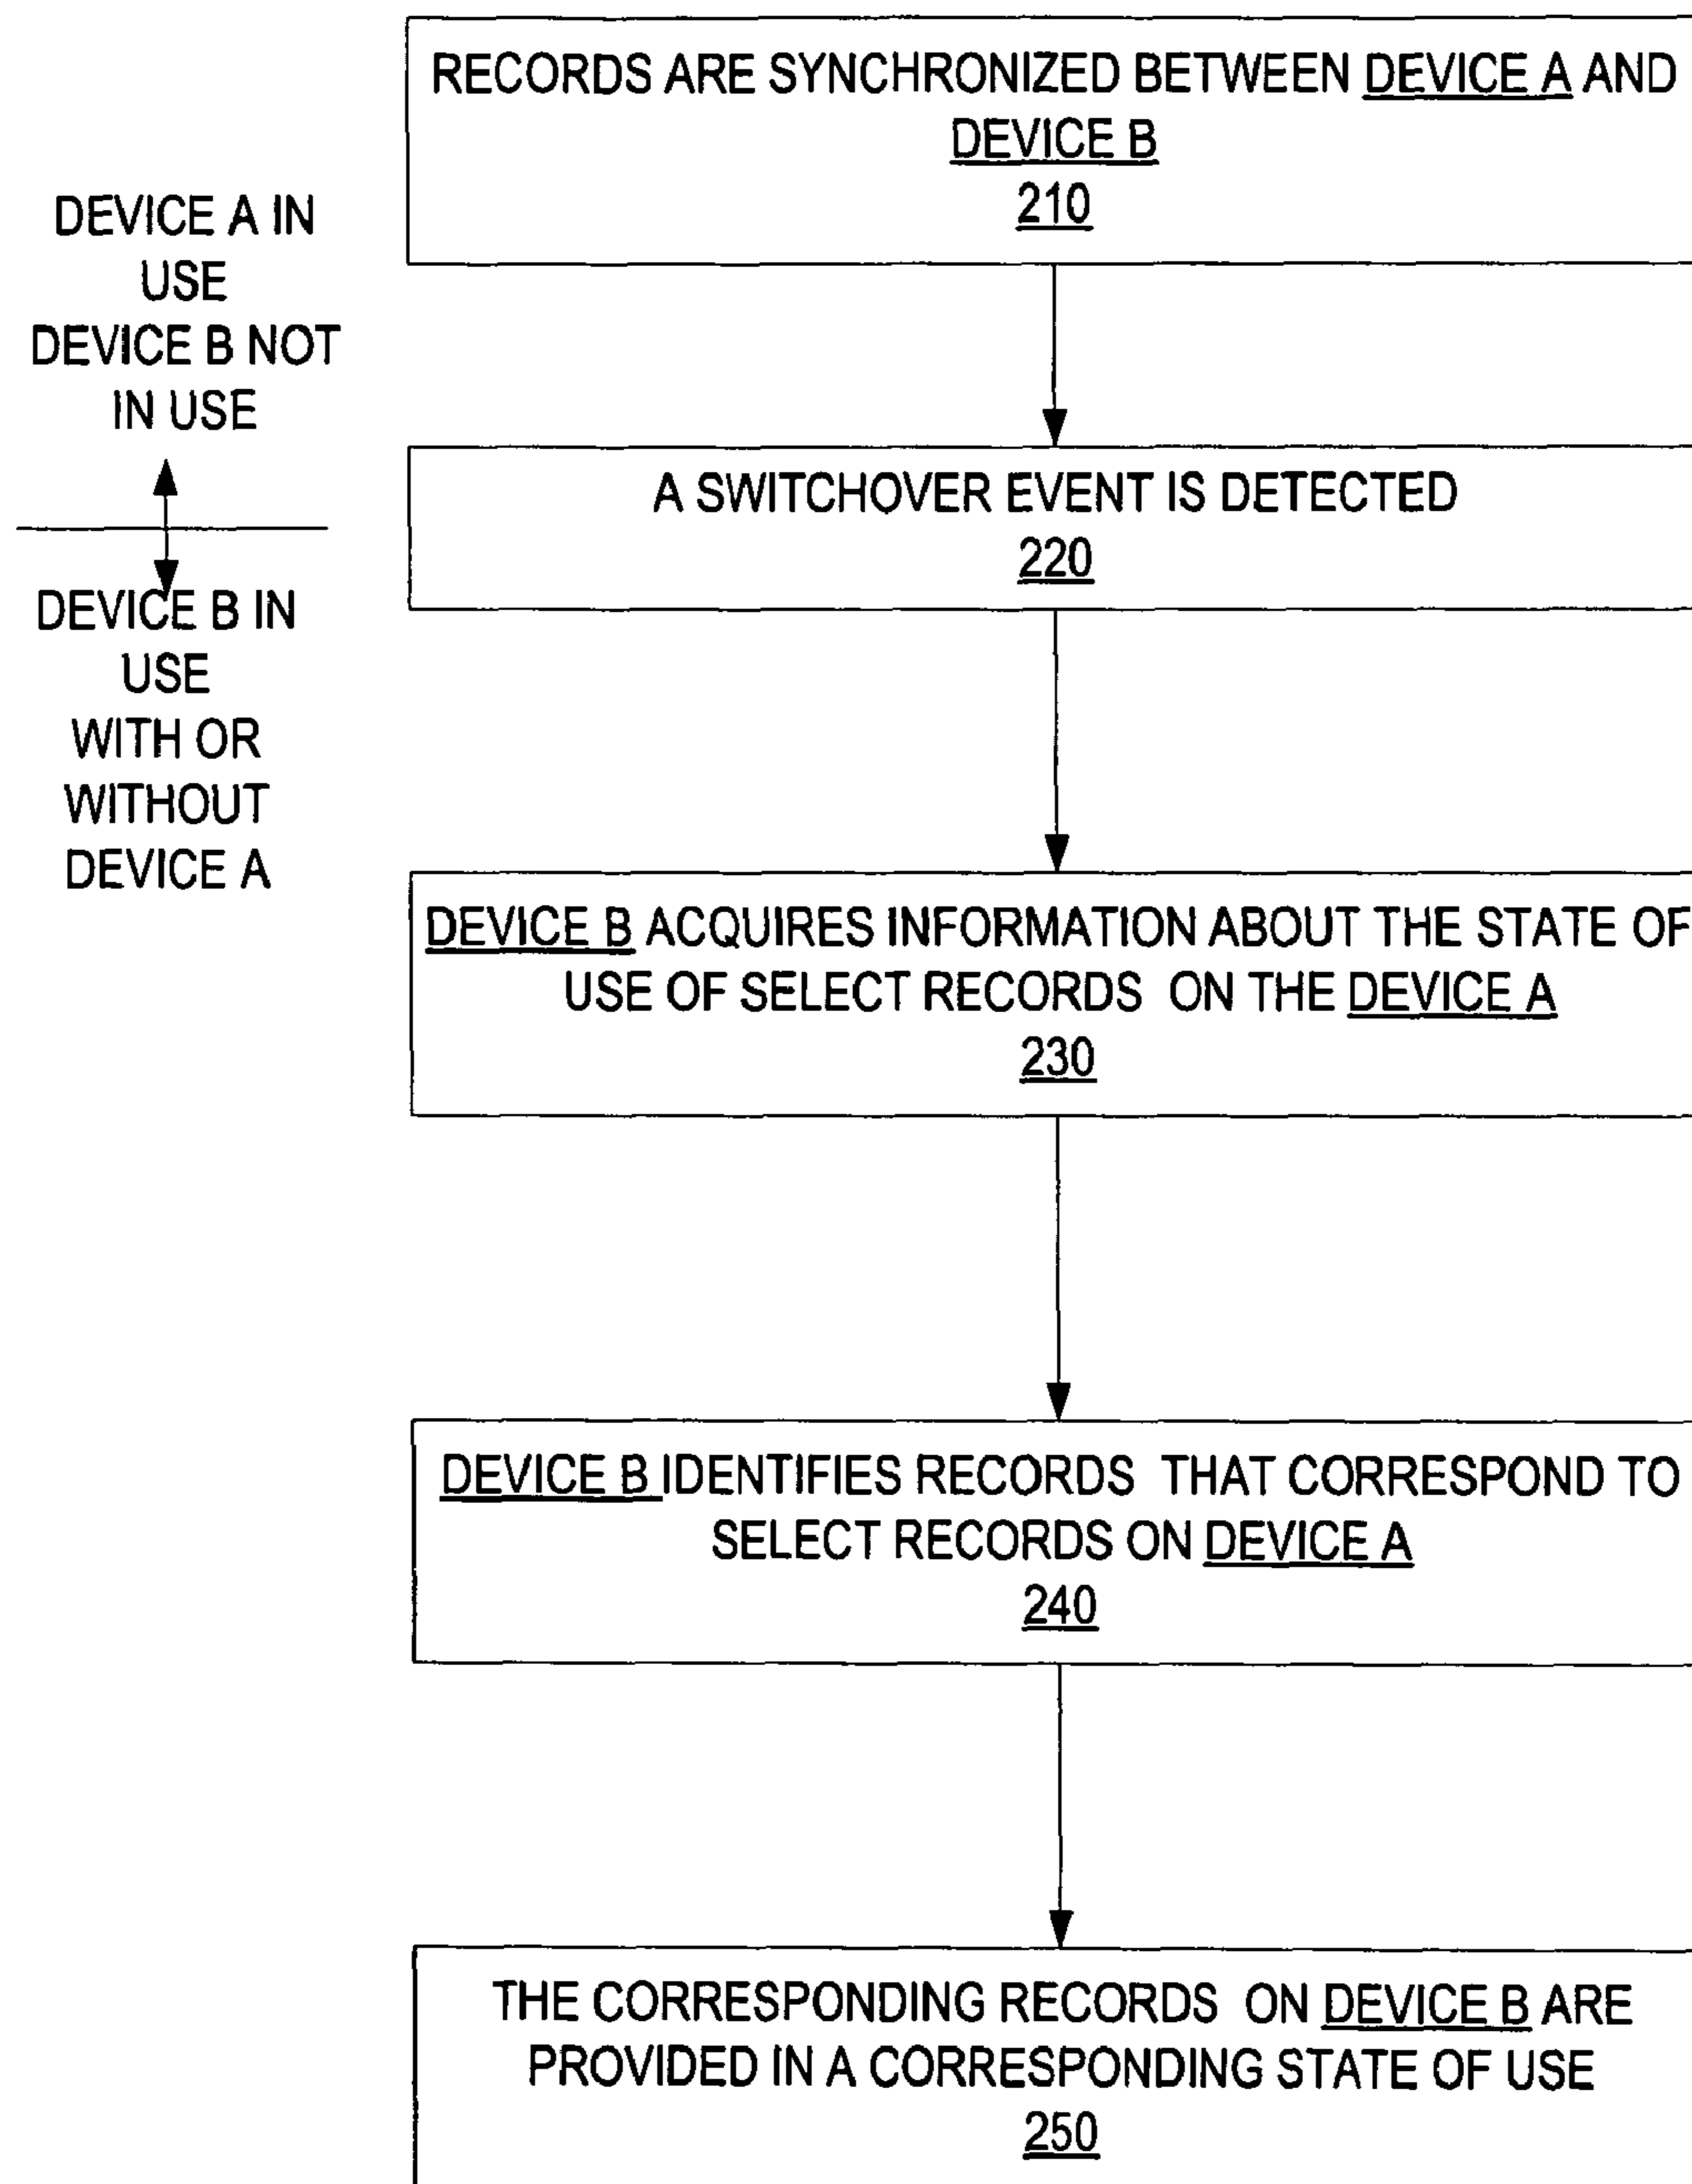 RECORDS ARE SYNCHRONIZED BETWEEN DEVICE A AND
DEVICE B
210
DEVICE A IN
USE
DEVICE B NOT
IN USE
A SWITCHOVER EVENT IS DETECTED
220
DEVICE B IN
USE
WITH OR
WITHOUT
DEVICE A
DEVICE B ACQUIRES INFORMATION ABOUT THE STATE OF
USE OF SELECT RECORDS ON THE DEVICE A
230
DEVICE B IDENTIFIES RECORDS THAT CORRESPOND TO
SELECT RECORDS ON DEVICE A
240
THE CORRESPONDING RECORDS ON DEVICE B ARE
PROVIDED IN A CORRESPONDING STATE OF USE
250